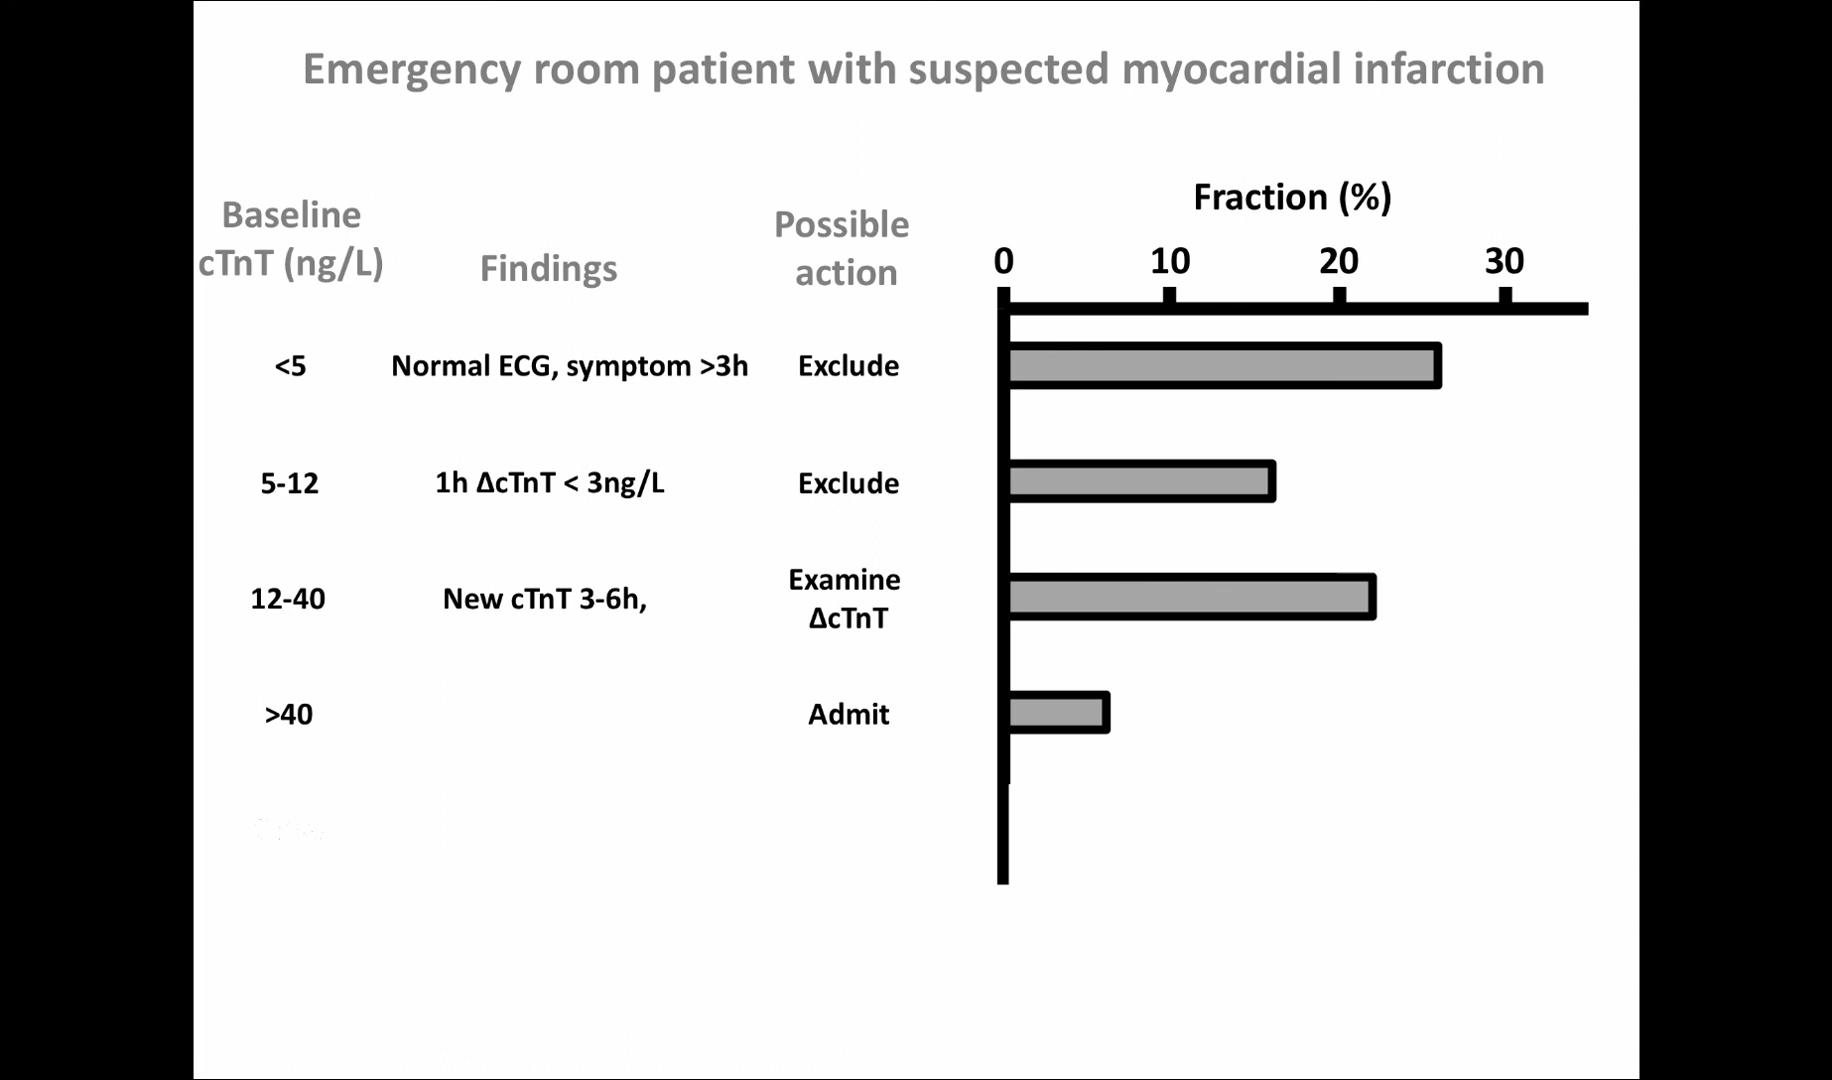 Emergency room patient with suspected myocardial infarction
Baseline
cTnT (ng/L)
Findings
Possible
action
Fraction (%)
0 10 20 30
<5 Normal ECG, symptom >3h Exclude
5-12 1h ΔcTnT < 3ng/L Exclude
12-40 New cTnT 3-6h, Examine
ΔcTnT
>40 Admit